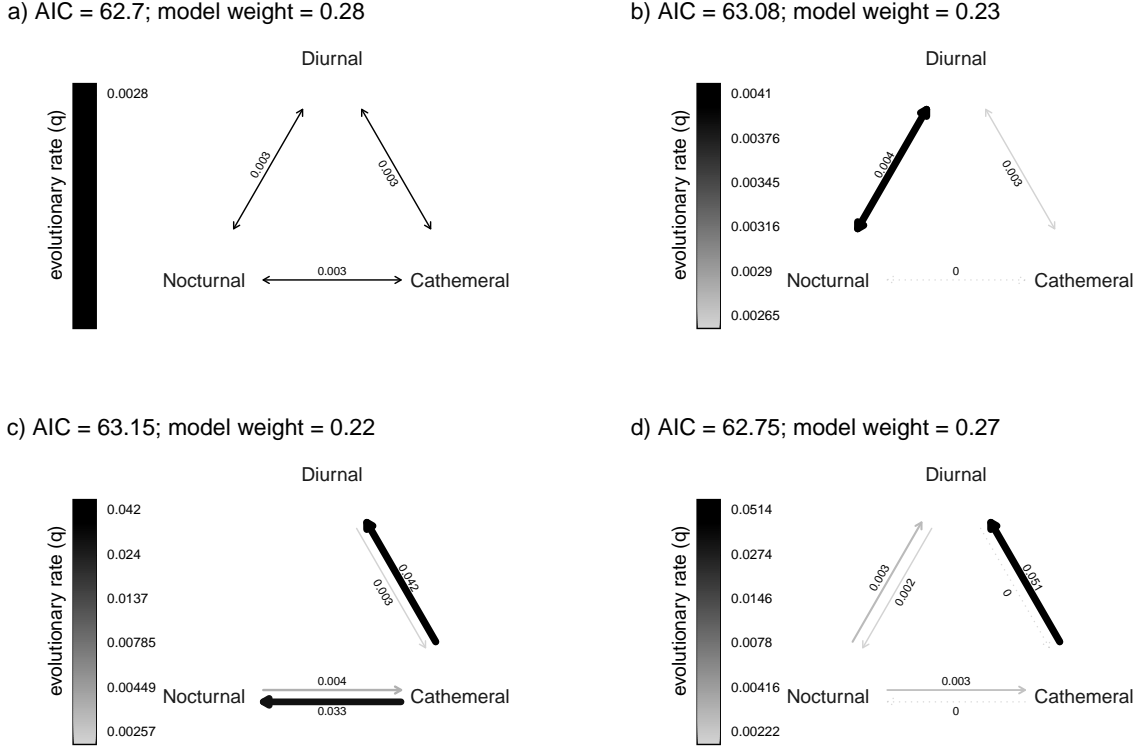 a) AIC = 62.7; model weight = 0.28
evolutionary rate (q)
0.0028
Diurnal
0.003
0.003
Nocturnal
0.003
Cathemeral
b) AIC = 63.08; model weight = 0.23
evolutionary rate (q)
0.0041
0.00376
0.00345
0.00316
0.0029
0.00265
Diurnal
0.004
0.003
Nocturnal
0
Cathemeral
c) AIC = 63.15; model weight = 0.22
evolutionary rate (q)
0.042
0.024
0.0137
0.00785
0.00449
0.00257
Diurnal
0.042
0.003
Nocturnal
0.004
0.033
Cathemeral
d) AIC = 62.75; model weight = 0.27
evolutionary rate (q)
0.0514
0.0274
0.0146
0.0078
0.00416
0.00222
Diurnal
0.003
0.002
0.051
0
Nocturnal
0.003
0
Cathemeral